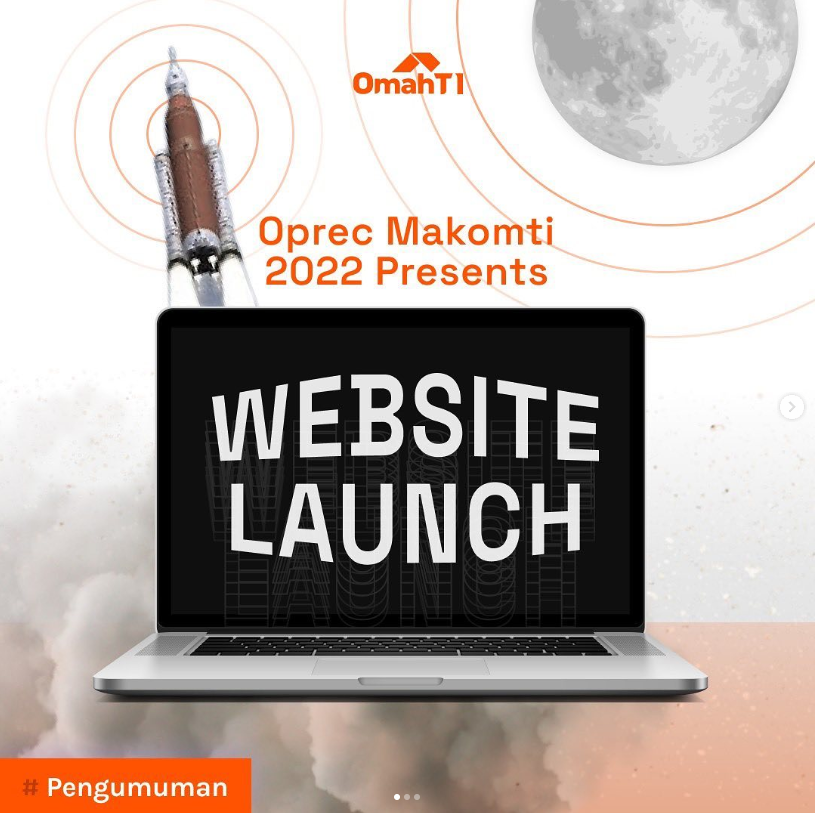 OmahTI
Oprec Makomti
2022 Presents
WEBSITE
LAUNCH
# Pengumuman